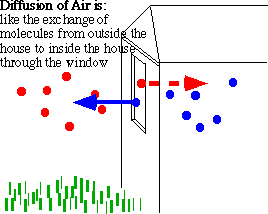 Diffusion of Air is:
like the exchange of
molecules from outside the
house to inside the house
through the window